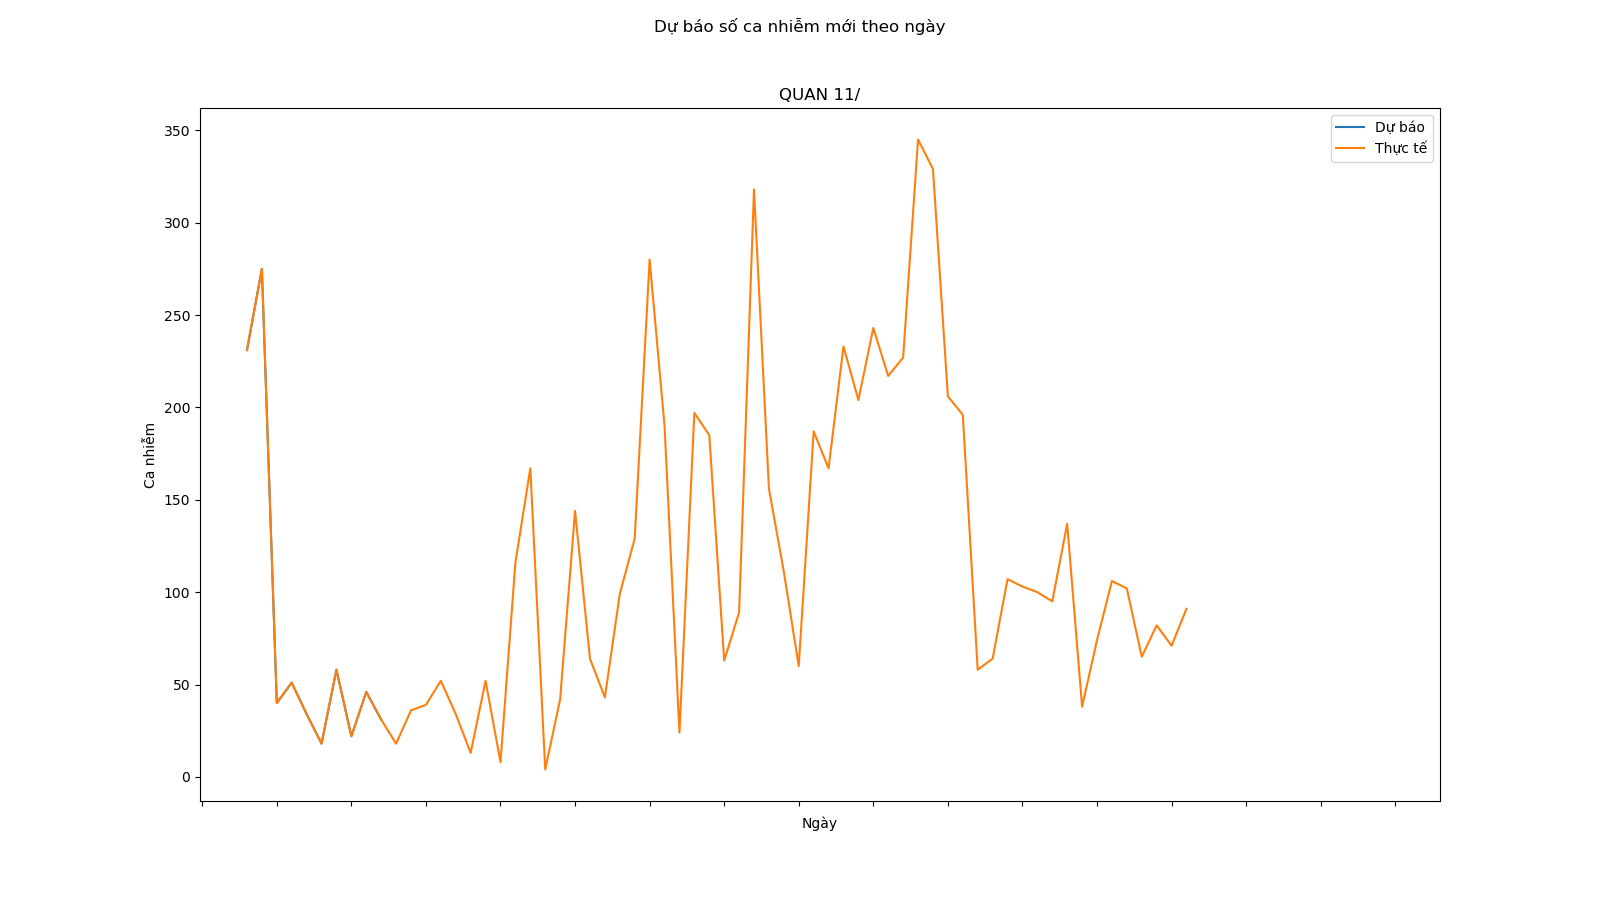 Dự báo số ca nhiễm mới theo ngày
QUAN 11/
Dự báo
Thực tế
350
300
250
200
150
100
50
0
Ca nhiễm
Ngày